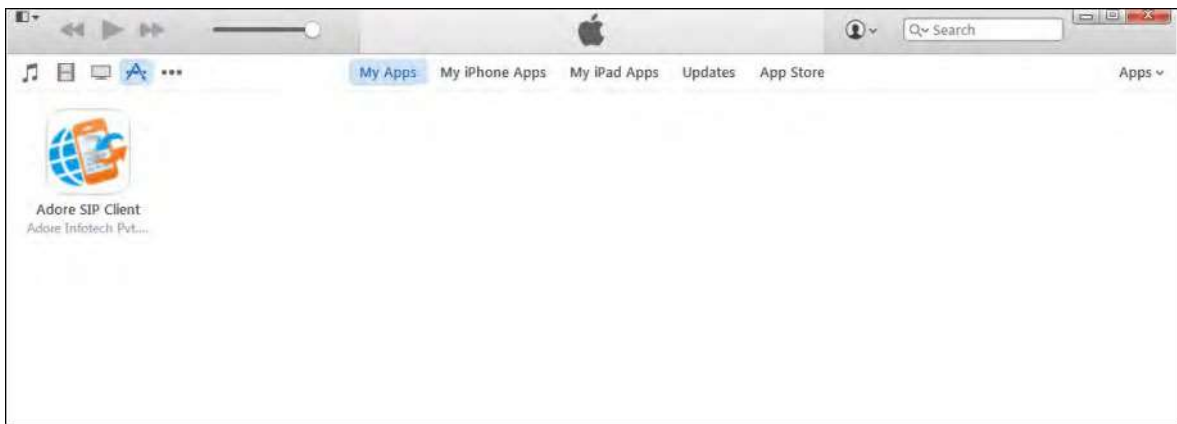 Search
My Apps My iPhone Apps My iPad Apps Updates App Store Apps
Adore SIP Client
Adore Infotech Pvt....